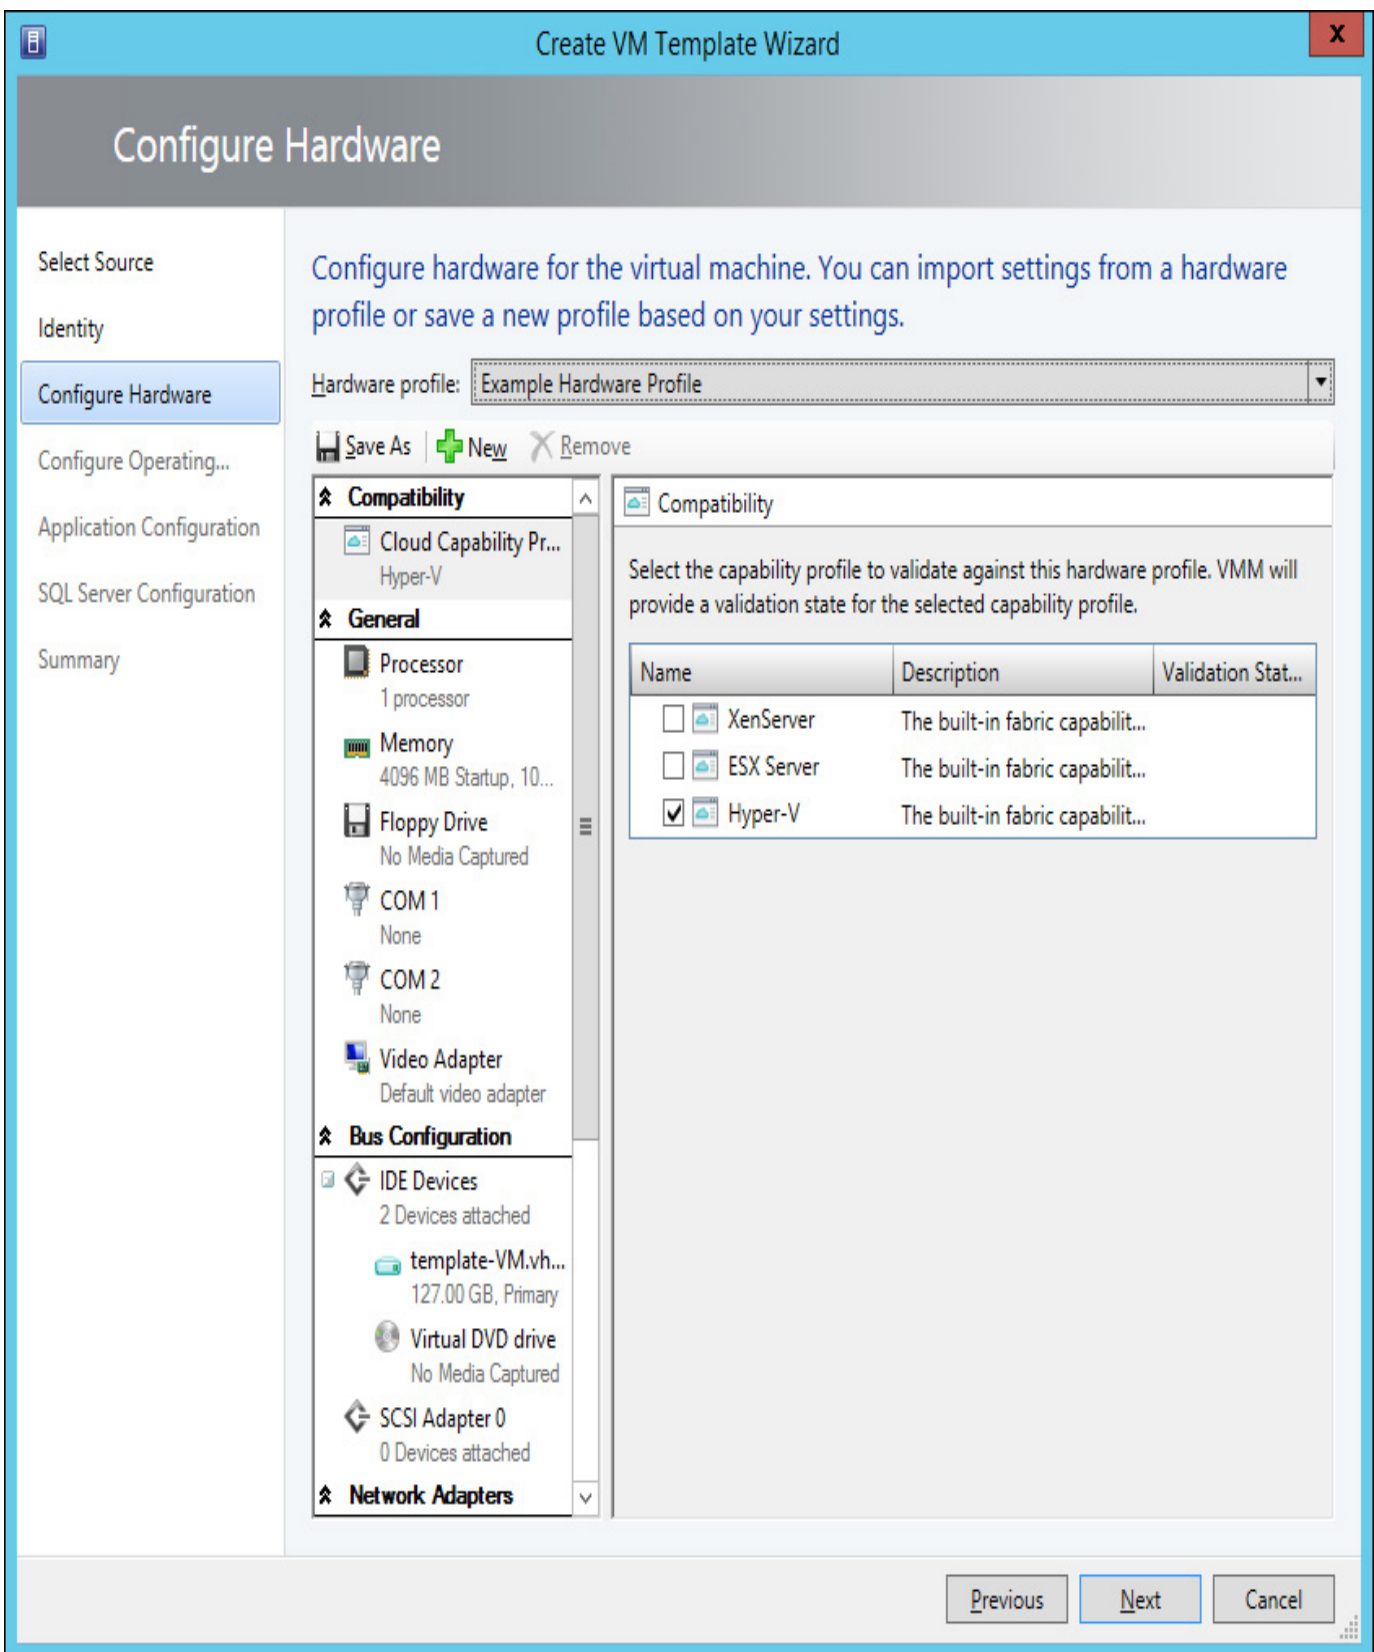 Create VM Template Wizard
X
Configure Hardware
Select Source
Identity
Configure Hardware
Configure Operating...
Application Configuration
SQL Server Configuration
Summary
Configure hardware for the virtual machine. You can import settings from a hardware
profile or save a new profile based on your settings.
Hardware profile: Example Hardware Profile
Save As New Remove
Compatibility
Cloud Capability Pr...
Hyper-V
General
Processor
1 processor
Memory
4096 MB Startup, 10...
Floppy Drive
No Media Captured
COM 1
None
COM 2
None
Video Adapter
Default video adapter
Bus Configuration
IDE Devices
2 Devices attached
template-VM.vh...
127.00 GB, Primary
Virtual DVD drive
No Media Captured
SCSI Adapter 0
0 Devices attached
Network Adapters
Compatibility
Select the capability profile to validate against this hardware profile. VMM will
provide a validation state for the selected capability profile.
Name Description Validation Stat...
XenServer The built-in fabric capabilit...
ESX Server The built-in fabric capabilit...
Hyper-V The built-in fabric capabilit...
Previous Next Cancel